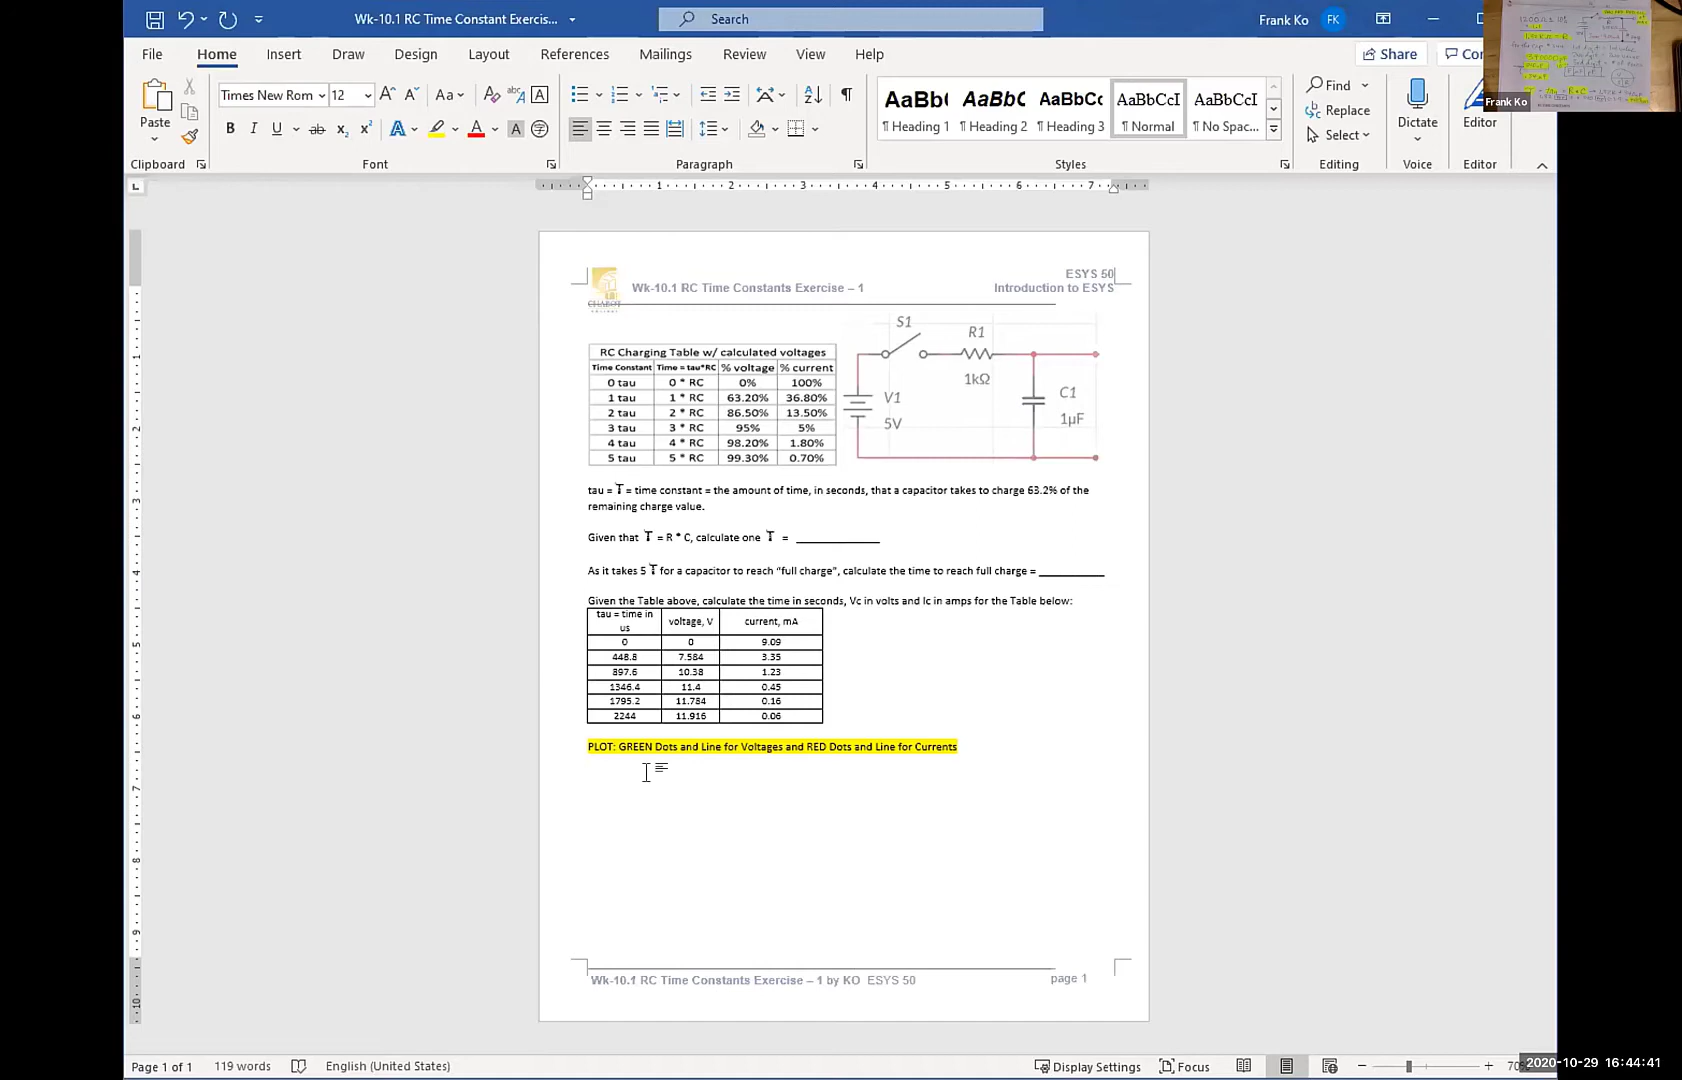 Wk-10.1 RC Time Constant Exercis...
Search
Frank Ko
FK
File
Home
Insert
Draw
Design
Layout
References
Mailings
Review
View
Help
Share
Times New Rom
12
Aa
AaBbC
AaBbC
AaBbCc
AaBbCcI
AaBbCcI
Find
Replace
Select
Paste
¶ Heading 1
¶ Heading 2
¶ Heading 3
¶ Normal
¶ No Spac...
Dictate
Editor
Clipboard
Font
Paragraph
Styles
Editing
Voice
Editor
Frank Ko
ESYS 50
Wk-10.1 RC Time Constants Exercise – 1
Introduction to ESYS
RC Charging Table w/ calculated voltages
Time Constant Time = tau*RC % voltage % current
0 tau 0 * RC 0% 100%
1 tau 1 * RC 63.20% 36.80%
2 tau 2 * RC 86.50% 13.50%
3 tau 3 * RC 95% 5%
4 tau 4 * RC 98.20% 1.80%
5 tau 5 * RC 99.30% 0.70%
S1
R1
1kΩ
V1
5V
C1
1μF
tau = Ƭ = time constant = the amount of time, in seconds, that a capacitor takes to charge 63.2% of the
remaining charge value.
Given that Ƭ = R * C, calculate one Ƭ = ____________
As it takes 5 Ƭ for a capacitor to reach “full charge”, calculate the time to reach full charge = __________
Given the Table above, calculate the time in seconds, Vc in volts and Ic in amps for the Table below:
tau = time in
us
voltage, V
current, mA
0 0 9.09
448.8 7.584 3.35
897.6 10.38 1.23
1346.4 11.4 0.45
1795.2 11.784 0.16
2244 11.916 0.06
PLOT: GREEN Dots and Line for Voltages and RED Dots and Line for Currents
Wk-10.1 RC Time Constants Exercise – 1 by KO ESYS 50
page 1
Page 1 of 1
119 words
English (United States)
Display Settings
Focus
2020-10-29 16:44:41